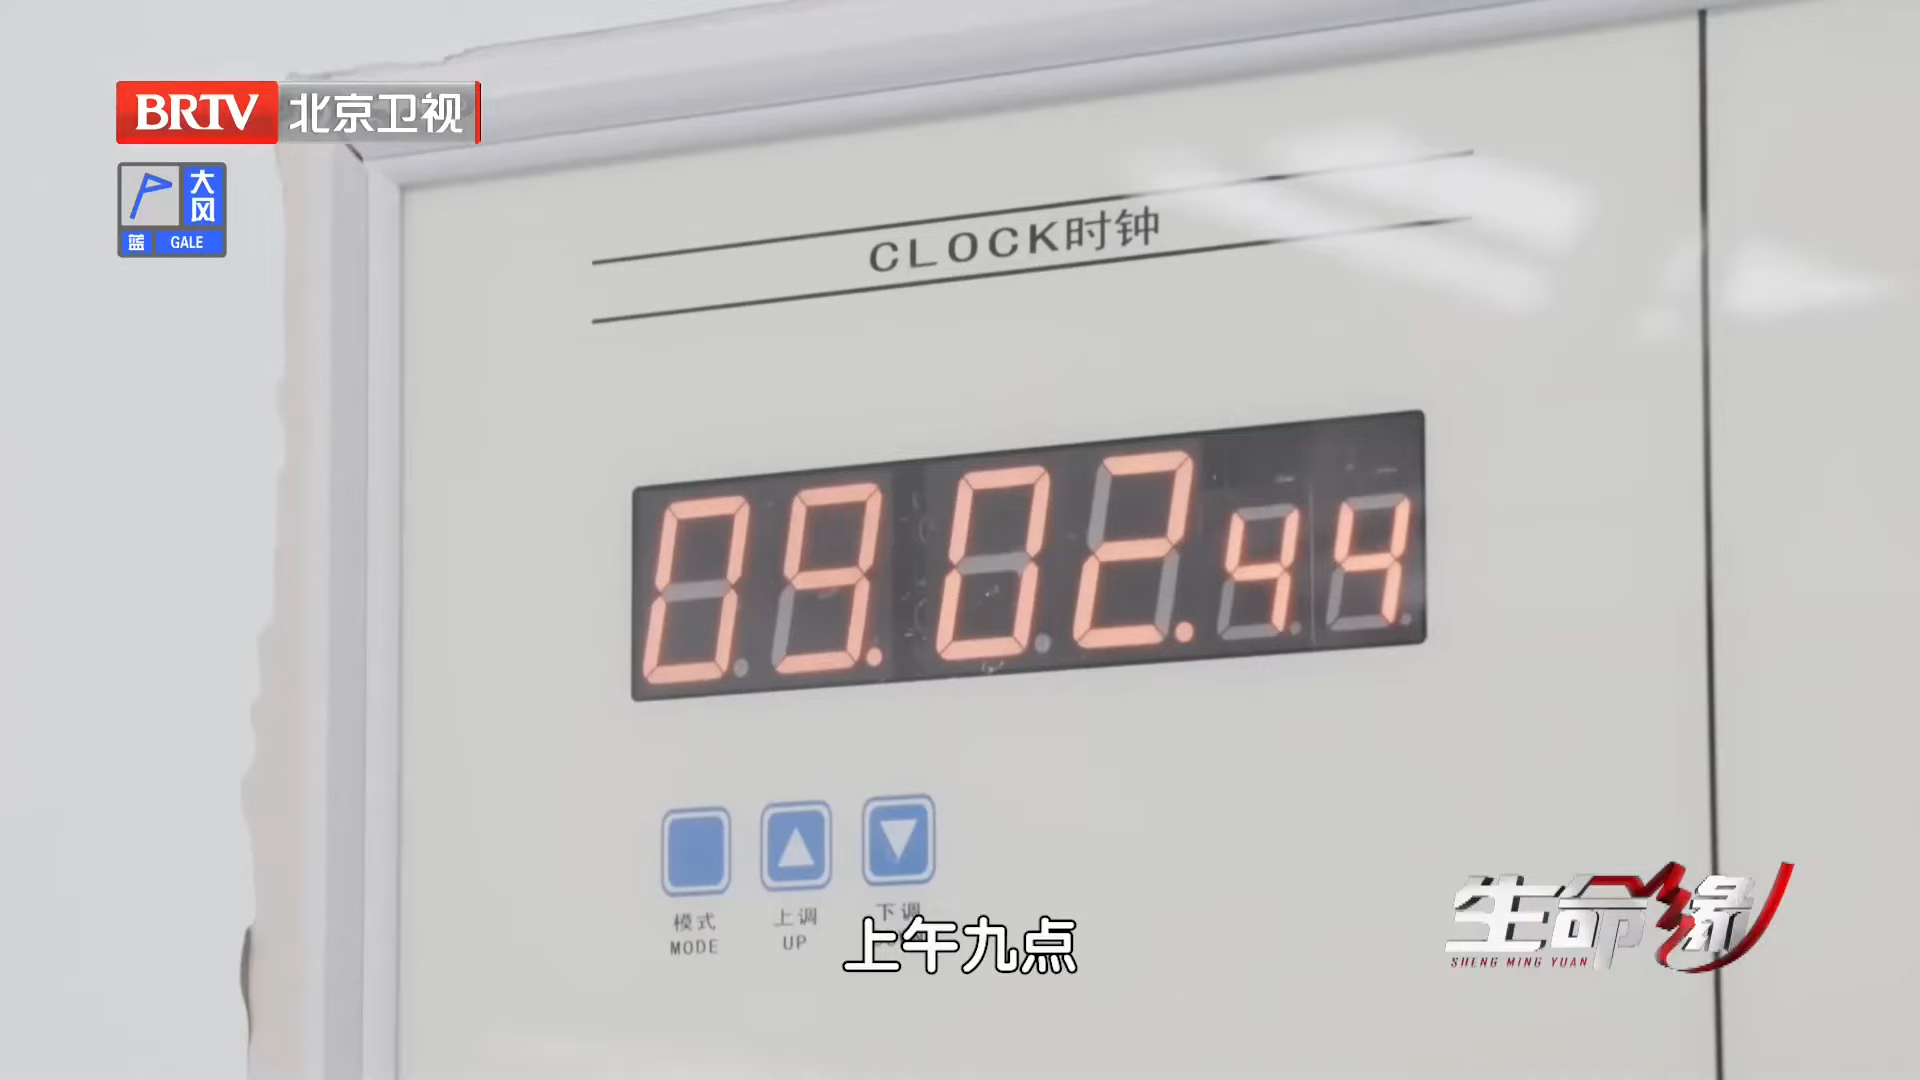 BRTV 北京卫视
大风
蓝 GALE
CLOCK时钟
09.02.44
模式
MODE
上调
UP
下调
上午九点
生命缘
SHENG MING YUAN